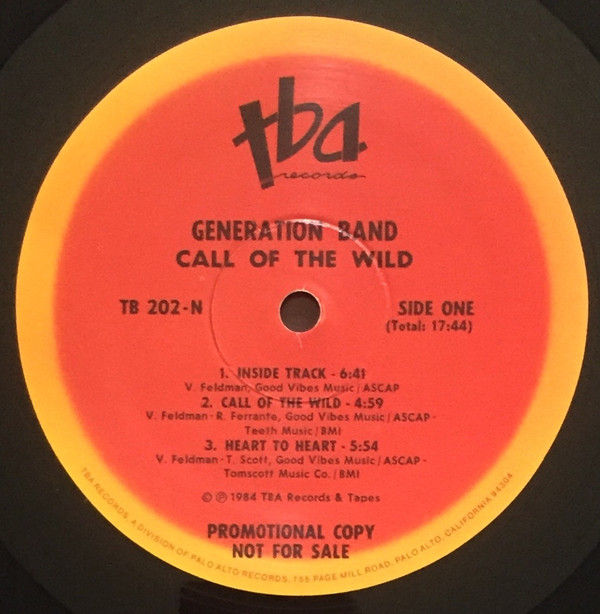 tba
records
GENERATION BAND
CALL OF THE WILD
TB 202-N
SIDE ONE
(Total: 17:44)
1. INSIDE TRACK - 6:41
V. Feldman, Good Vibes Music/ASCAP
2. CALL OF THE WILD - 4:59
V. Feldman - R. Ferrante, Good Vibes Music/ASCAP -
Teeth Music/BMI
3. HEART TO HEART - 5:54
V. Feldman - T. Scott, Good Vibes Music/ASCAP -
Tomscott Music Co./BMI
© ℗ 1984 TBA Records & Tapes
PROMOTIONAL COPY
NOT FOR SALE
TBA RECORDS, A DIVISION OF PALO ALTO RECORDS, 755 PAGE MILL ROAD, PALO ALTO, CALIFORNIA 94304